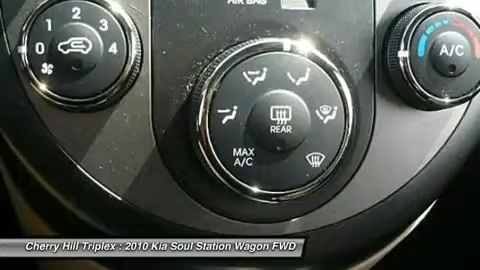 AIR BAG
1 2 3
0 4
A/C
REAR
MAX
A/C
Cherry Hill Triplex : 2010 Kia Soul Station Wagon FWD